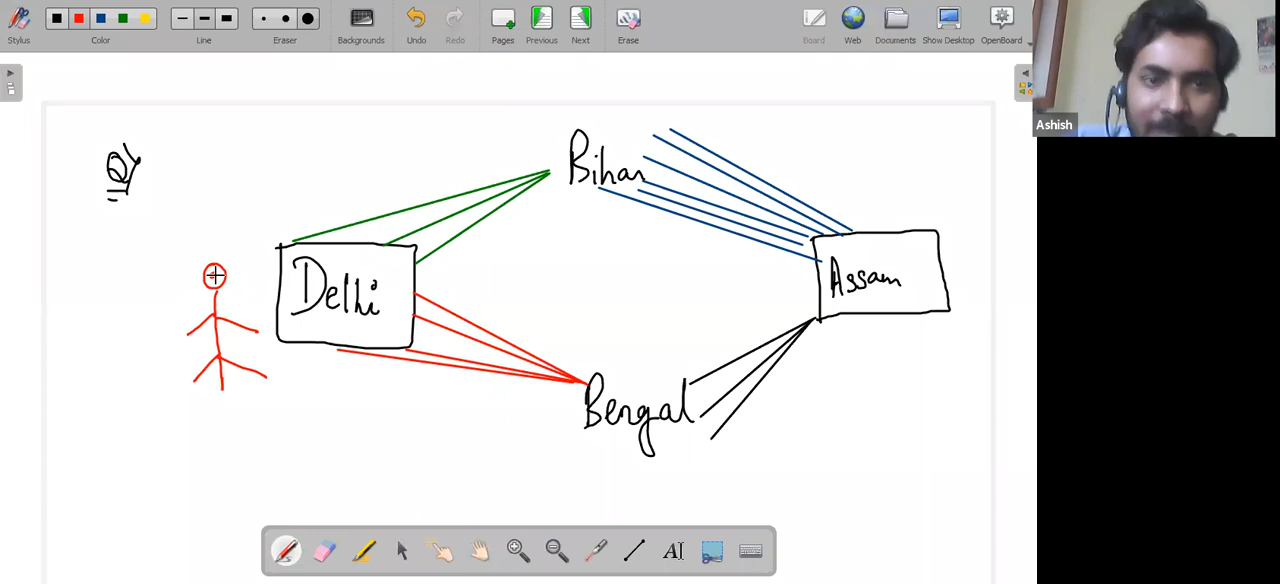 Stylus
Color
Line
Eraser
Backgrounds
Undo
Redo
Pages
Previous
Next
Erase
Board
Web
Documents
Show Desktop
OpenBoard
Ashish
Q
Bihar
Delhi
Assam
Bengal
A